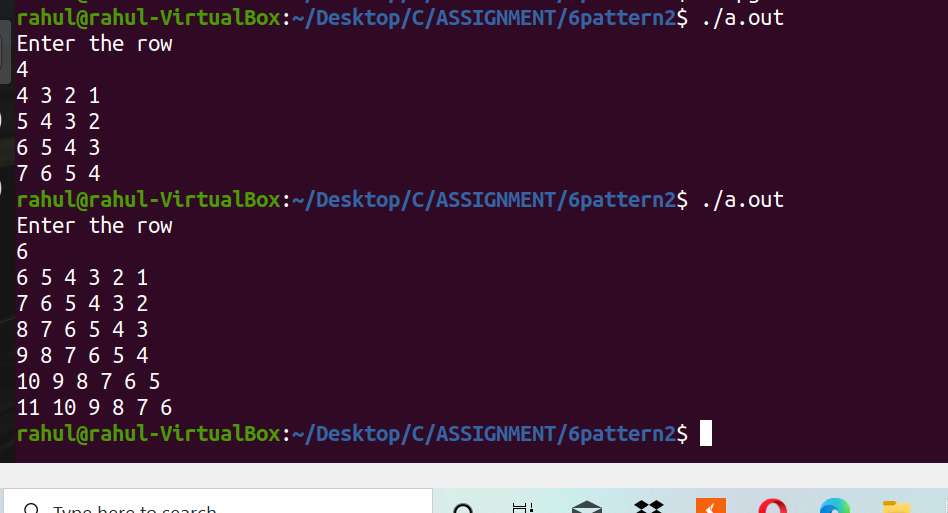 rahul@rahul-VirtualBox:~/Desktop/C/ASSIGNMENT/6pattern2$ ./a.out
Enter the row
4
4 3 2 1
5 4 3 2
6 5 4 3
7 6 5 4
rahul@rahul-VirtualBox:~/Desktop/C/ASSIGNMENT/6pattern2$ ./a.out
Enter the row
6
6 5 4 3 2 1
7 6 5 4 3 2
8 7 6 5 4 3
9 8 7 6 5 4
10 9 8 7 6 5
11 10 9 8 7 6
rahul@rahul-VirtualBox:~/Desktop/C/ASSIGNMENT/6pattern2$
Type here to search